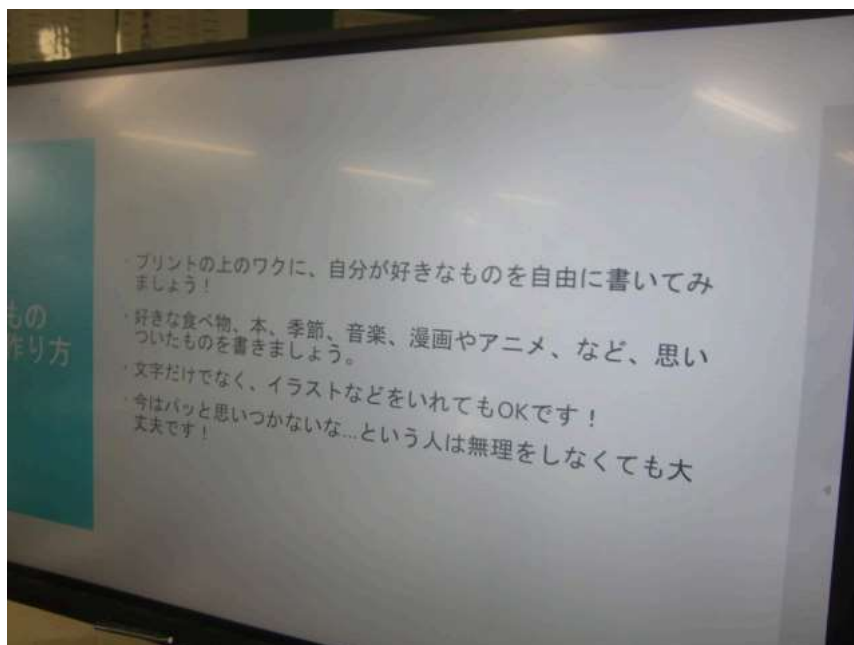 もの
作り方
・プリントの上のワクに、自分が好きなものを自由に書いてみ
ましょう！
・好きな食べ物、本、季節、音楽、漫画やアニメ、など、思い
ついたものを書きましょう。
・文字だけでなく、イラストなどをいれてもOKです！
・今はパッと思いつかないな...という人は無理をしなくても大
丈夫です！